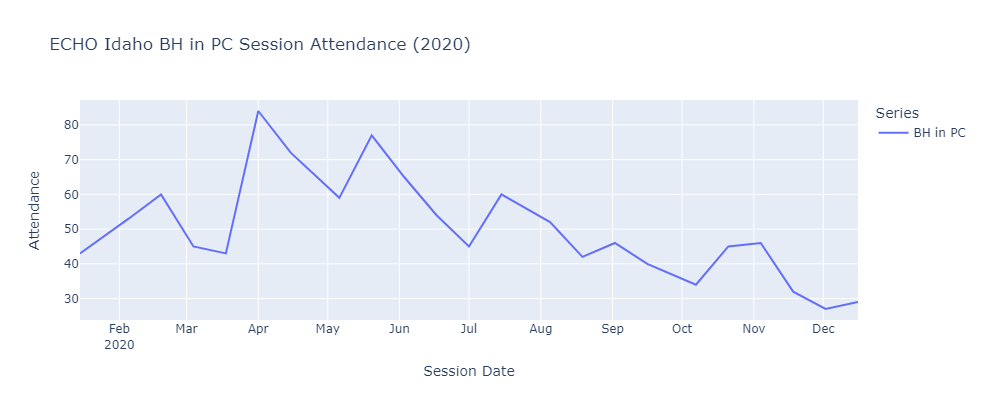 ECHO Idaho BH in PC Session Attendance (2020)
Series
BH in PC
Attendance
80
70
60
50
40
30
Feb Mar Apr May Jun Jul Aug Sep Oct Nov Dec
2020
Session Date